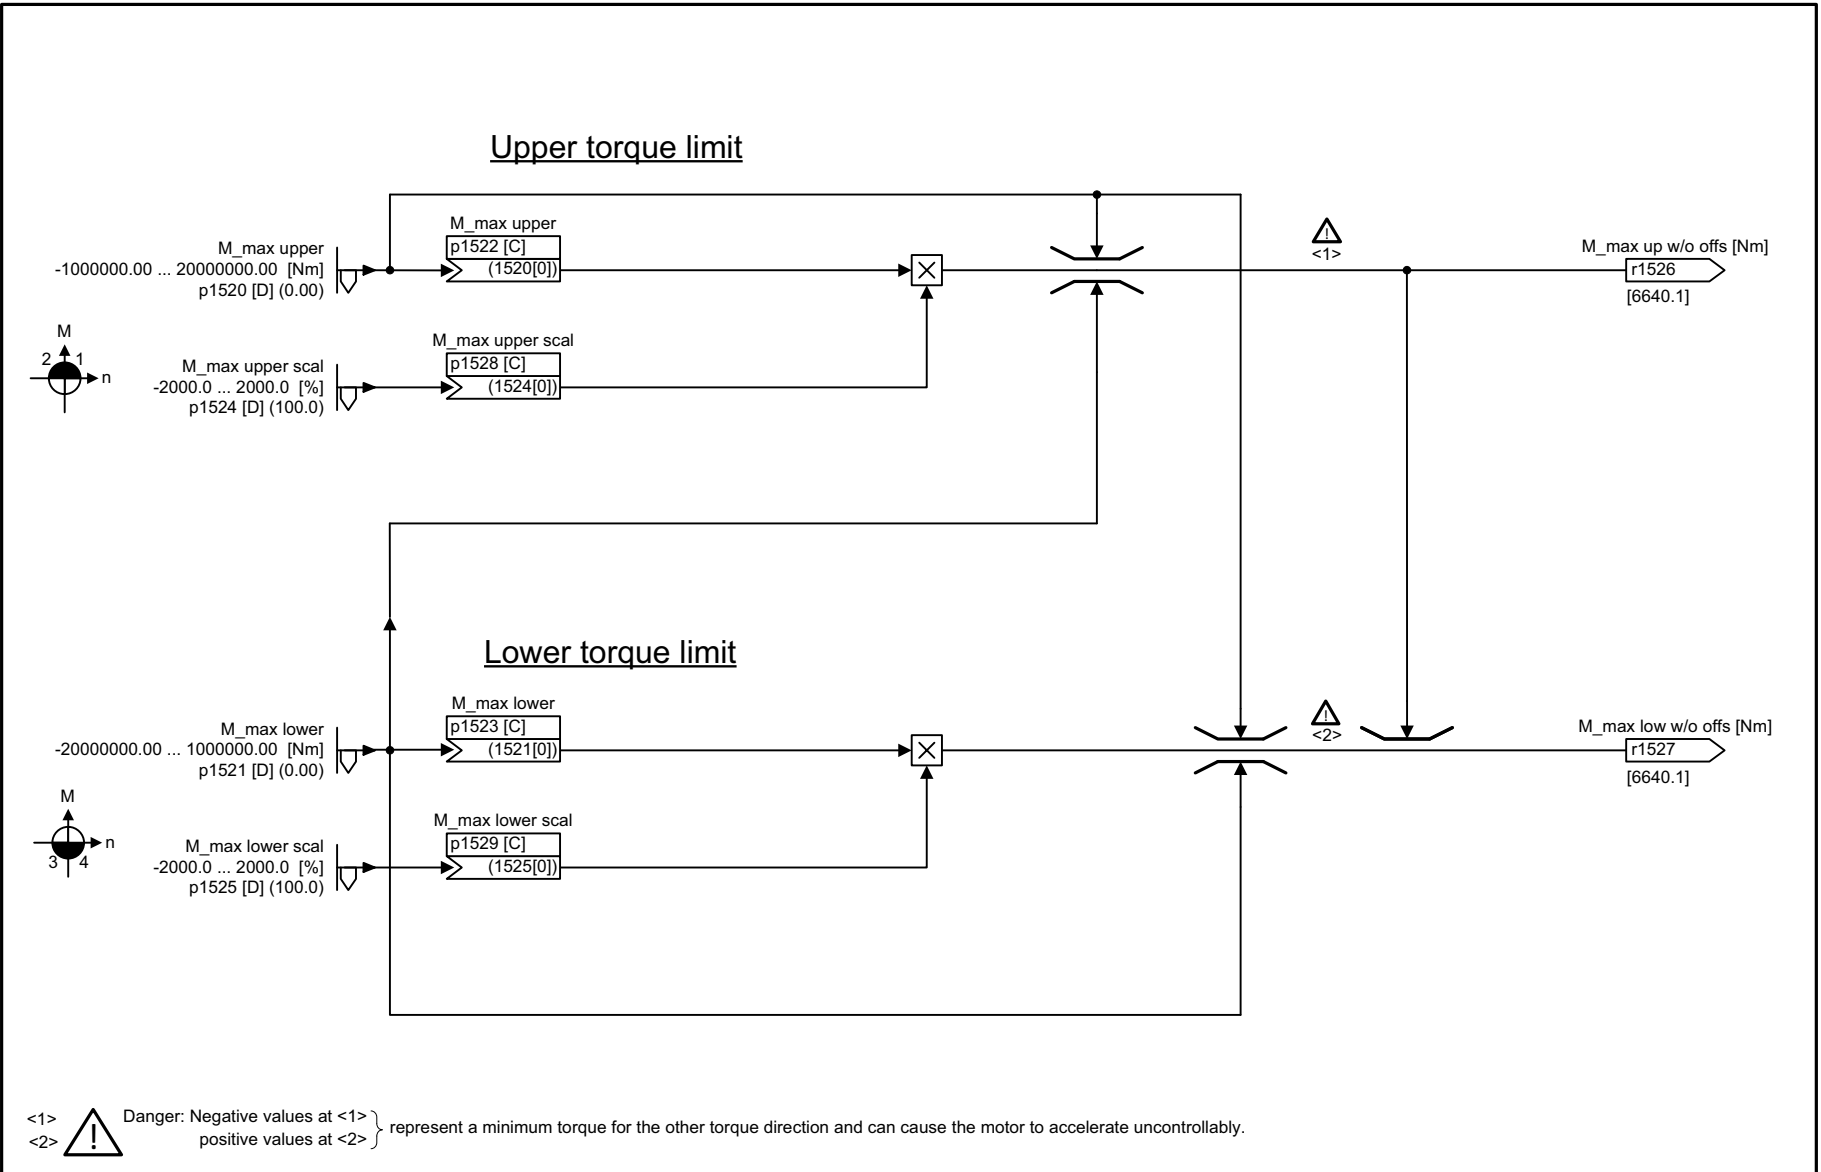 Upper torque limit
M_max upper
-1000000.00 ... 20000000.00 [Nm]
p1520 [D] (0.00)
M_max upper
p1522 [C]
(1520[0])
<1>
M_max up w/o offs [Nm]
r1526
[6640.1]
M
2 1
n
M_max upper scal
-2000.0 ... 2000.0 [%]
p1524 [D] (100.0)
M_max upper scal
p1528 [C]
(1524[0])
Lower torque limit
M_max lower
-20000000.00 ... 1000000.00 [Nm]
p1521 [D] (0.00)
M_max lower
p1523 [C]
(1521[0])
<2>
M_max low w/o offs [Nm]
r1527
[6640.1]
M
n
3 4
M_max lower scal
-2000.0 ... 2000.0 [%]
p1525 [D] (100.0)
M_max lower scal
p1529 [C]
(1525[0])
<1>
<2>
!
Danger: Negative values at <1>
positive values at <2>
represent a minimum torque for the other torque direction and can cause the motor to accelerate uncontrollably.